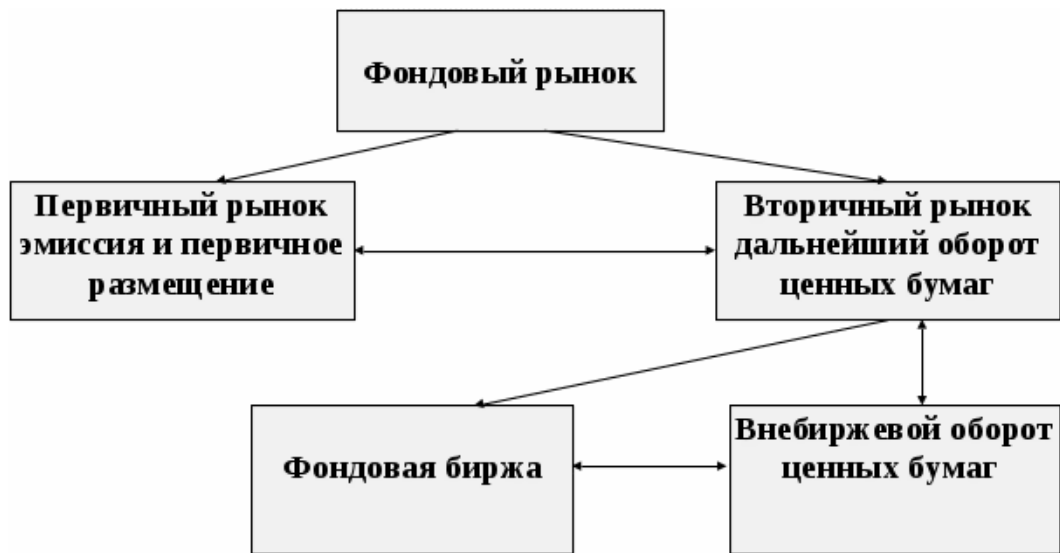 Фондовый рынок
Первичный рынок
эмиссия и первичное
размещение
Вторичный рынок
дальнейший оборот
ценных бумаг
Фондовая биржа
Внебиржевой оборот
ценных бумаг